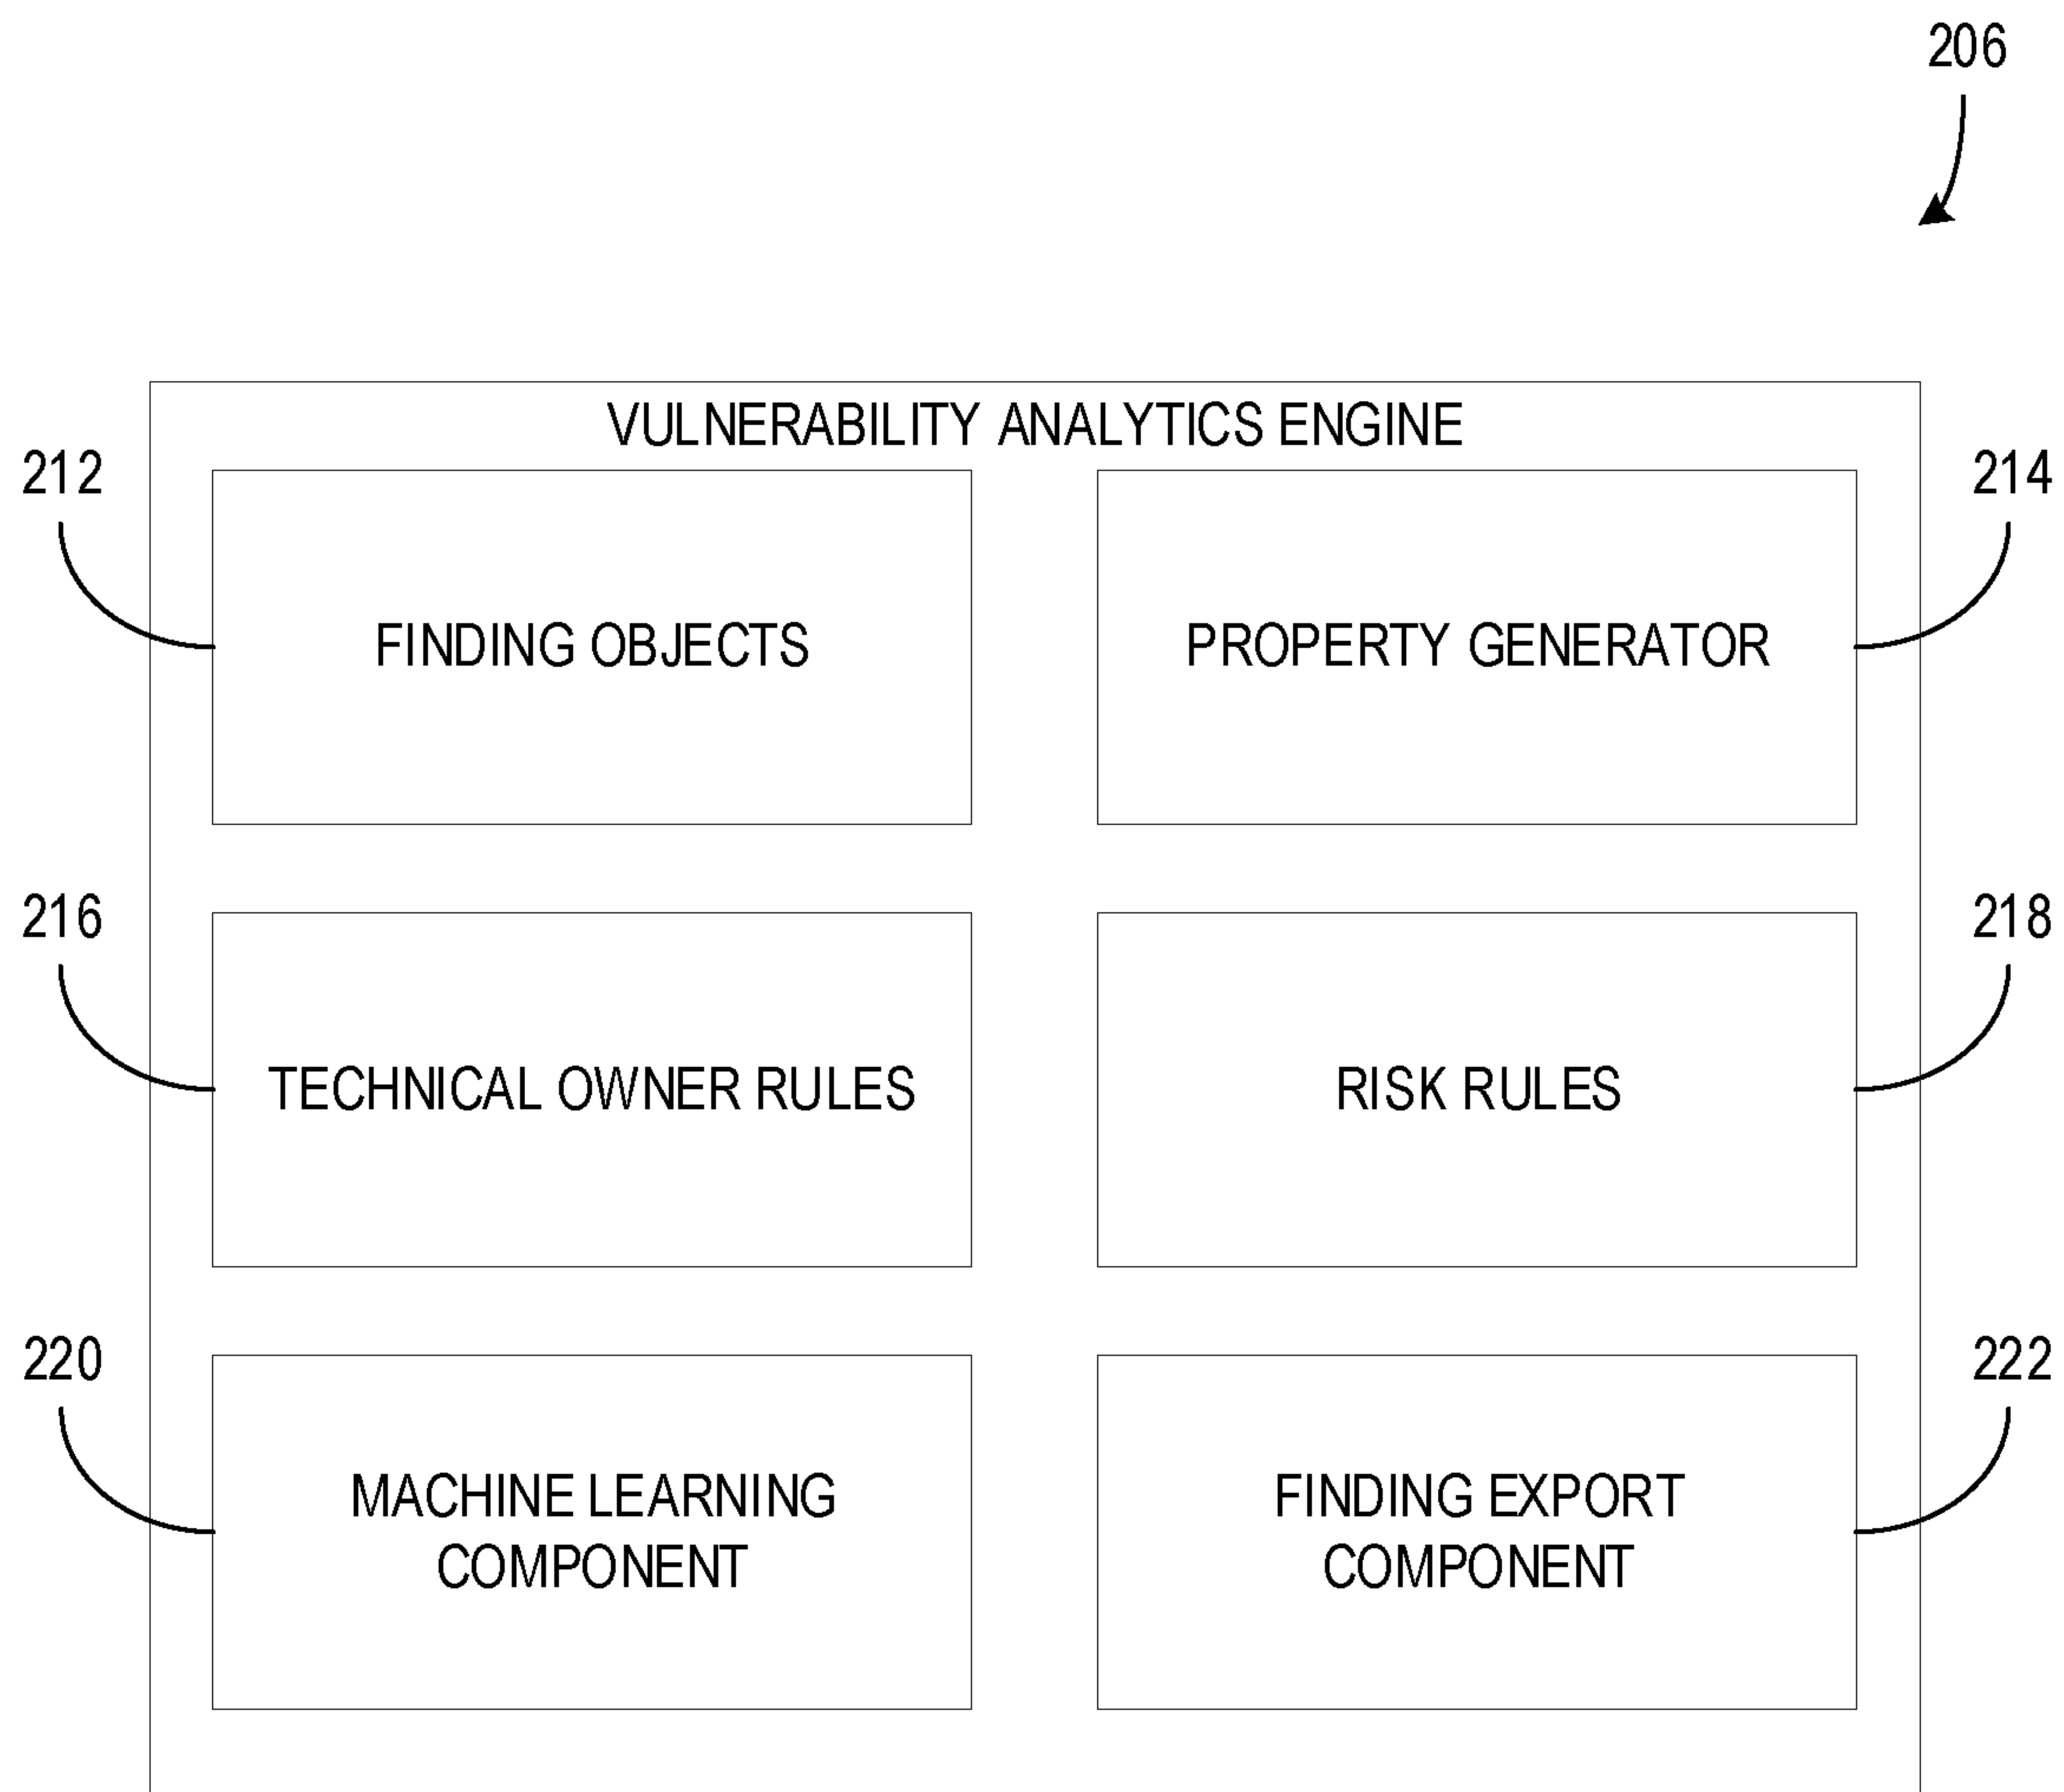 206
VULNERABILITY ANALYTICS ENGINE
212
214
FINDING OBJECTS
PROPERTY GENERATOR
216
218
TECHNICAL OWNER RULES
RISK RULES
220
222
MACHINE LEARNING
COMPONENT
FINDING EXPORT
COMPONENT